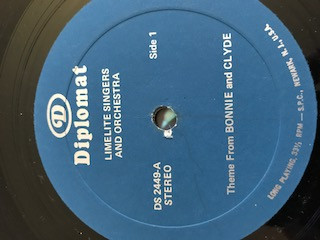 D
Diplomat
LIMELITE SINGERS
AND ORCHESTRA
DS 2449-A
STEREO
Side 1
Theme From BONNIE and CLYDE
LONG PLAYING, 33⅓ RPM — S.P.C., NEWARK, N.J., U.S.A.